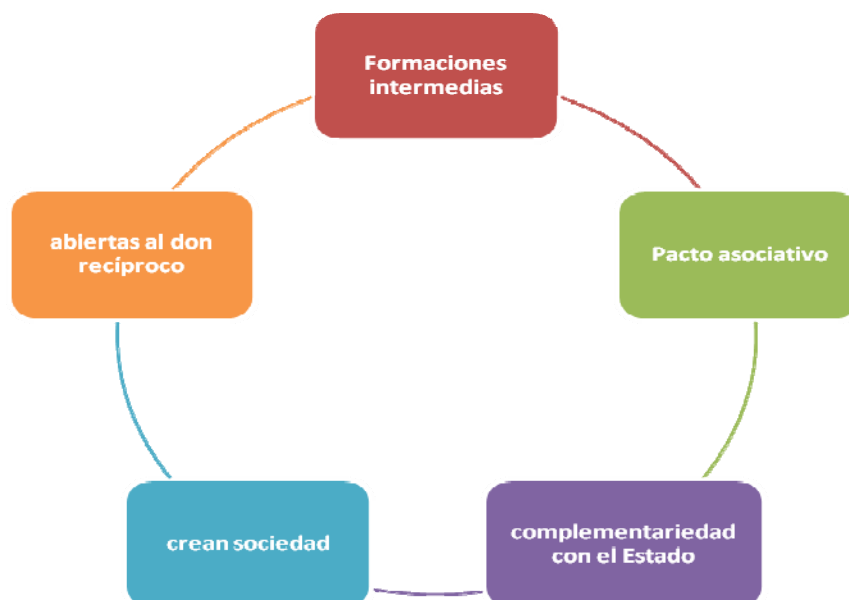 Formaciones
intermedias
Pacto asociativo
complementariedad
con el Estado
crean sociedad
abiertas al don
recíproco